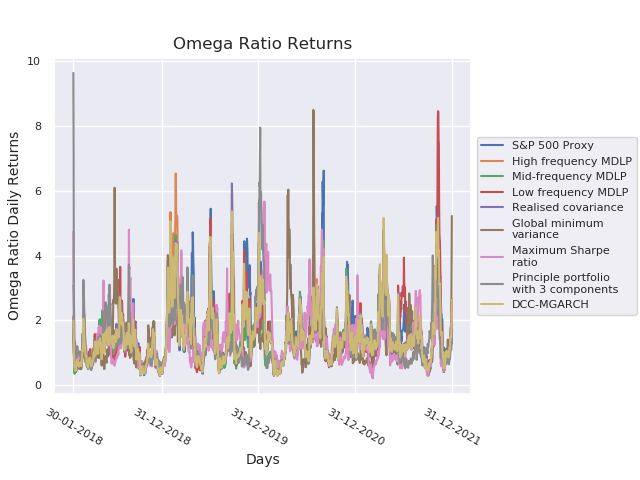 Omega Ratio Returns
Omega Ratio Daily Returns
10
8
6
4
2
0
30-01-2018
31-12-2018
31-12-2019
31-12-2020
31-12-2021
Days
S&P 500 Proxy
High frequency MDLP
Mid-frequency MDLP
Low frequency MDLP
Realised covariance
Global minimum
variance
Maximum Sharpe
ratio
Principle portfolio
with 3 components
DCC-MGARCH